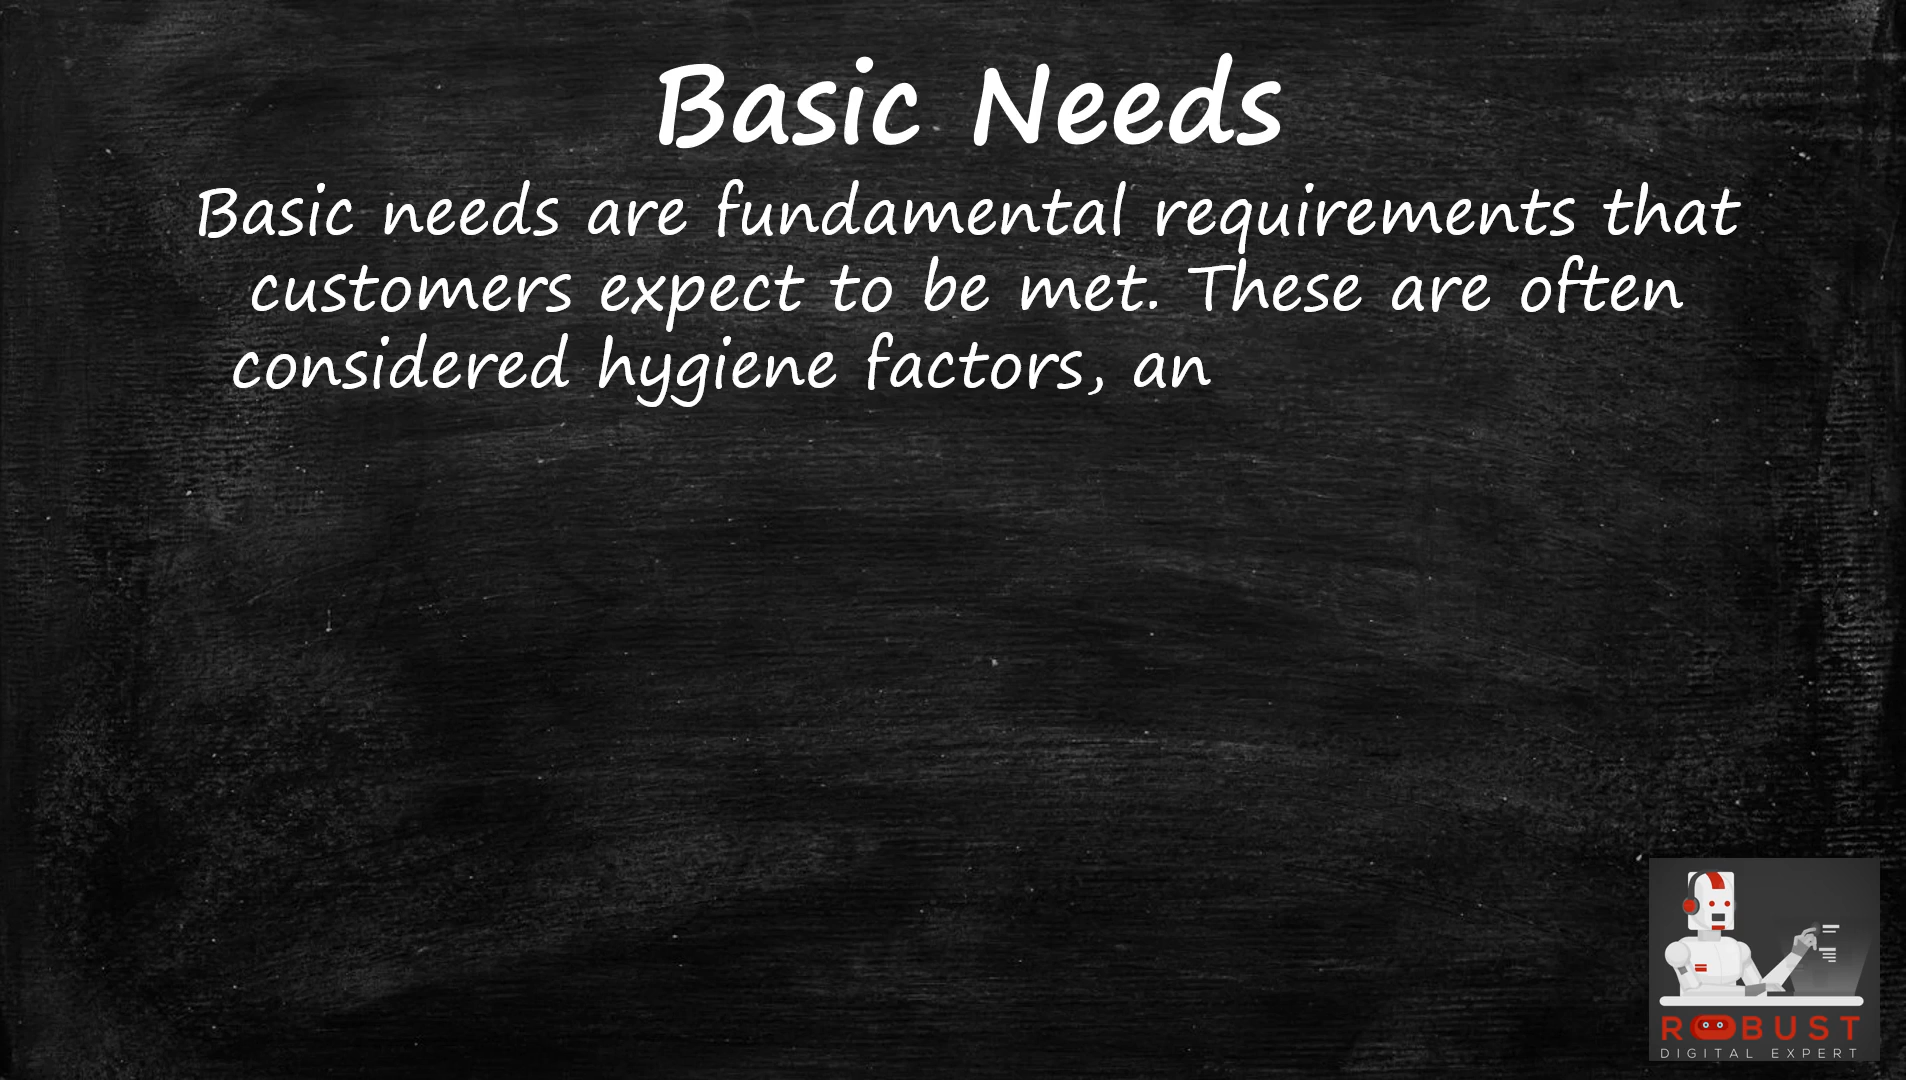 Basic Needs
Basic needs are fundamental requirements that
customers expect to be met. These are often
considered hygiene factors, an
ROBUST
DIGITAL EXPERT